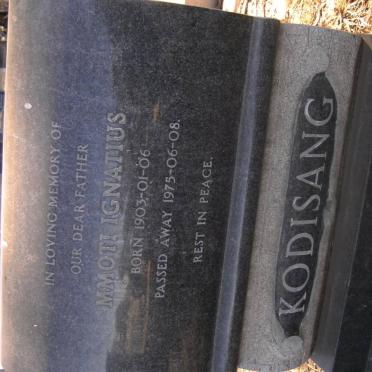 IN LOVING MEMORY OF
OUR DEAR FATHER
MMOTI IGNATIUS
BORN 1903-01-06
PASSED AWAY 1975-06-08.
REST IN PEACE.
KODISANG